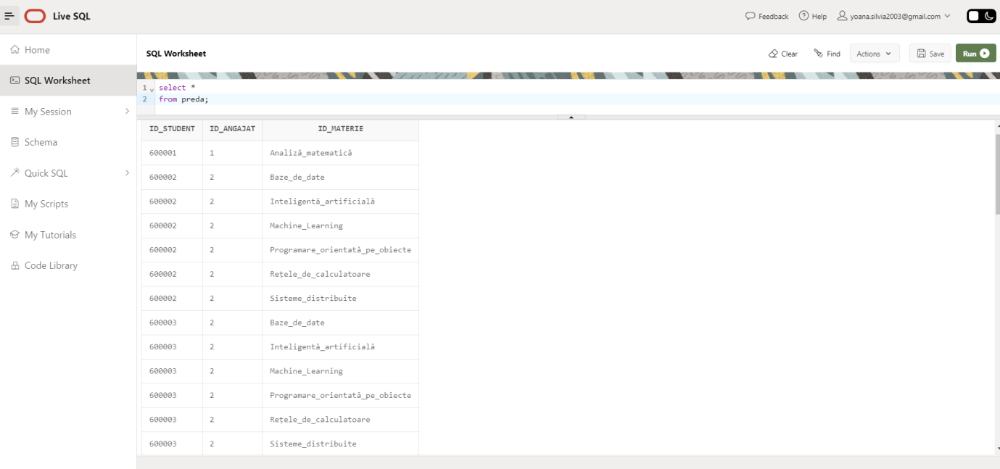 Live SQL Feedback Help yoana.silvia2003@gmail.com
Home
SQL Worksheet
My Session
Schema
Quick SQL
My Scripts
My Tutorials
Code Library
SQL Worksheet Clear Find Actions Save Run
1 select *
2 from preda;
ID_STUDENT ID_ANGAJAT ID_MATERIE
600001 1 Analiză_matematică
600002 2 Baze_de_date
600002 2 Inteligentă_artificială
600002 2 Machine_Learning
600002 2 Programare_orientată_pe_obiecte
600002 2 Rețele_de_calculatoare
600002 2 Sisteme_distribuite
600003 2 Baze_de_date
600003 2 Inteligentă_artificială
600003 2 Machine_Learning
600003 2 Programare_orientată_pe_obiecte
600003 2 Rețele_de_calculatoare
600003 2 Sisteme_distribuite